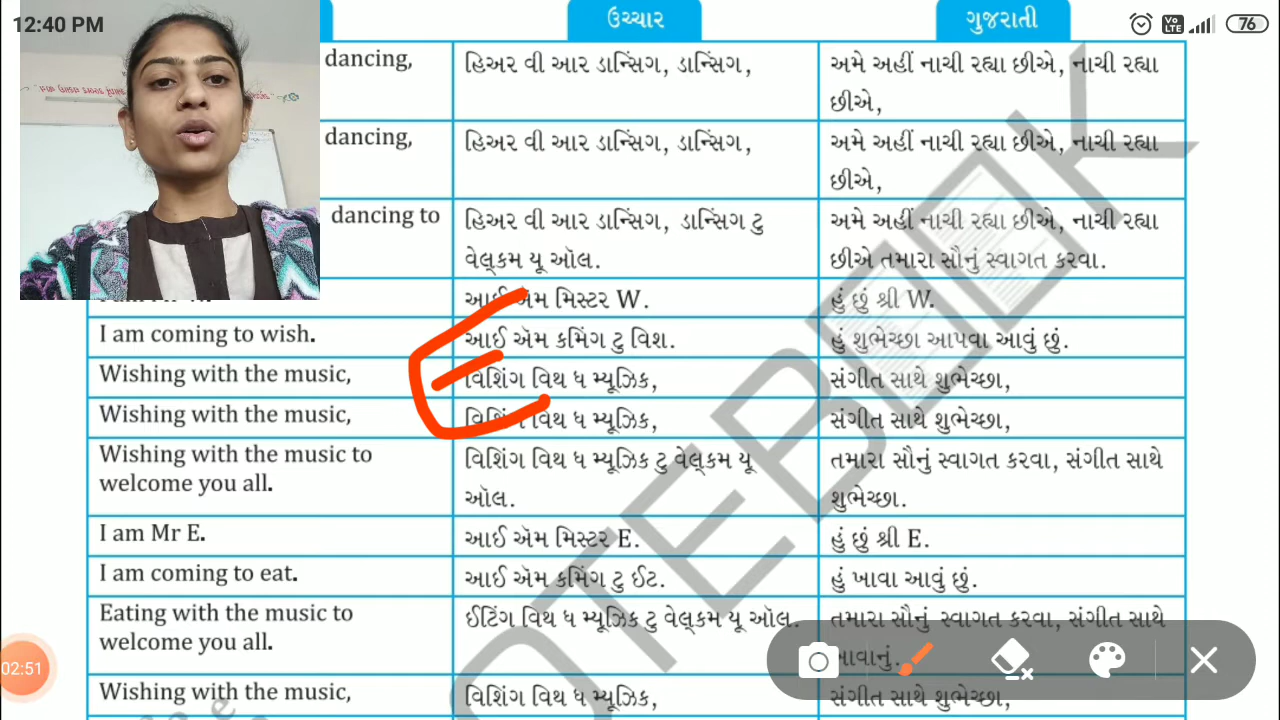 12:40 PM
Vo LTE
76
ઉચ્ચાર
ગુજરાતી
dancing,
હિઅર વી આર ડાન્સિંગ, ડાન્સિંગ,
અમે અહીં નાચી રહ્યા છીએ, નાચી રહ્યા
છીએ,
dancing,
હિઅર વી આર ડાન્સિંગ, ડાન્સિંગ,
અમે અહીં નાચી રહ્યા છીએ, નાચી રહ્યા
છીએ,
dancing to
હિઅર વી આર ડાન્સિંગ, ડાન્સિંગ ટુ
વેલ્કમ યૂ ઑલ.
અમે અહીં નાચી રહ્યા છીએ, નાચી રહ્યા
છીએ તમારા સૌનું સ્વાગત કરવા.
આઈ ઍમ મિસ્ટર W.
હું છું શ્રી W.
I am coming to wish.
આઈ ઍમ કમિંગ ટુ વિશ.
હું શુભેચ્છા આપવા આવું છું.
Wishing with the music,
વિશિંગ વિથ ધ મ્યૂઝિક,
સંગીત સાથે શુભેચ્છા,
Wishing with the music,
વિશિંગ વિથ ધ મ્યૂઝિક,
સંગીત સાથે શુભેચ્છા,
Wishing with the music to
welcome you all.
વિશિંગ વિથ ધ મ્યૂઝિક ટુ વેલ્કમ યૂ
ઑલ.
તમારા સૌનું સ્વાગત કરવા, સંગીત સાથે
શુભેચ્છા.
I am Mr E.
આઈ ઍમ મિસ્ટર E.
હું છું શ્રી E.
I am coming to eat.
આઈ ઍમ કમિંગ ટુ ઈટ.
હું ખાવા આવું છું.
Eating with the music to
welcome you all.
ઈટિંગ વિથ ધ મ્યૂઝિક ટુ વેલ્કમ યૂ ઑલ.
તમારા સૌનું સ્વાગત કરવા, સંગીત સાથે
ખાવાનું.
Wishing with the music,
વિશિંગ વિથ ધ મ્યૂઝિક,
સંગીત સાથે શુભેચ્છા,
02:51
E